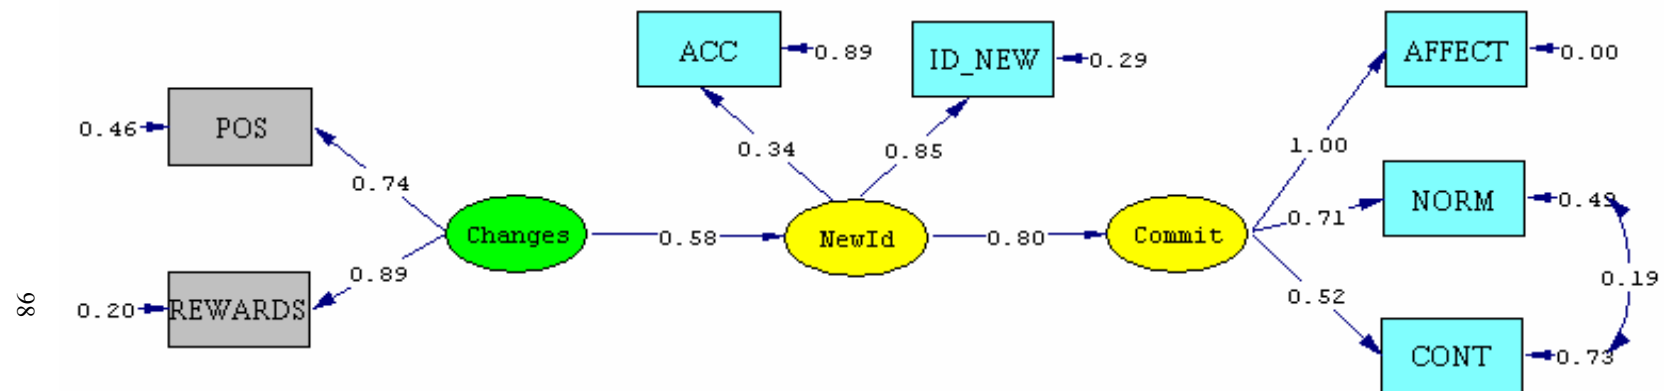 ACC
0.89
ID_NEW
0.29
AFFECT
0.00
0.46
POS
0.34
0.85
1.00
0.74
NORM
0.49
0.71
Changes
0.58
NewId
0.80
Commit
0.89
0.19
0.52
0.20
REWARDS
CONT
0.73
98